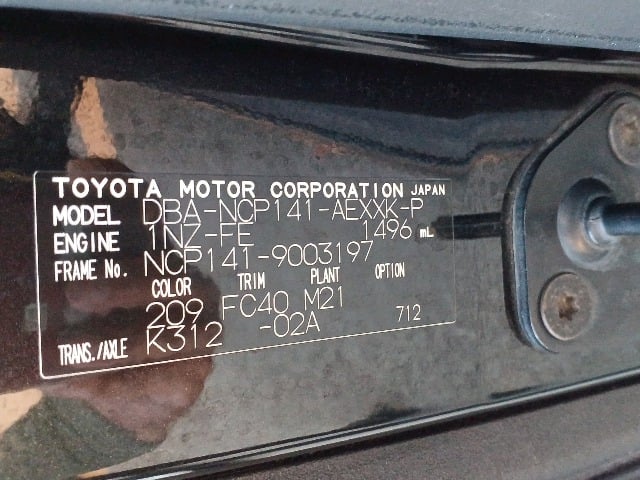 TOYOTA MOTOR CORPORATION JAPAN
MODEL DBA-NCP141-AEXXK-P
ENGINE 1NZ-FE 1496 mL
FRAME No. NCP141-9003197
COLOR TRIM PLANT OPTION
209 FC40 M21
TRANS./AXLE K312 -02A 712